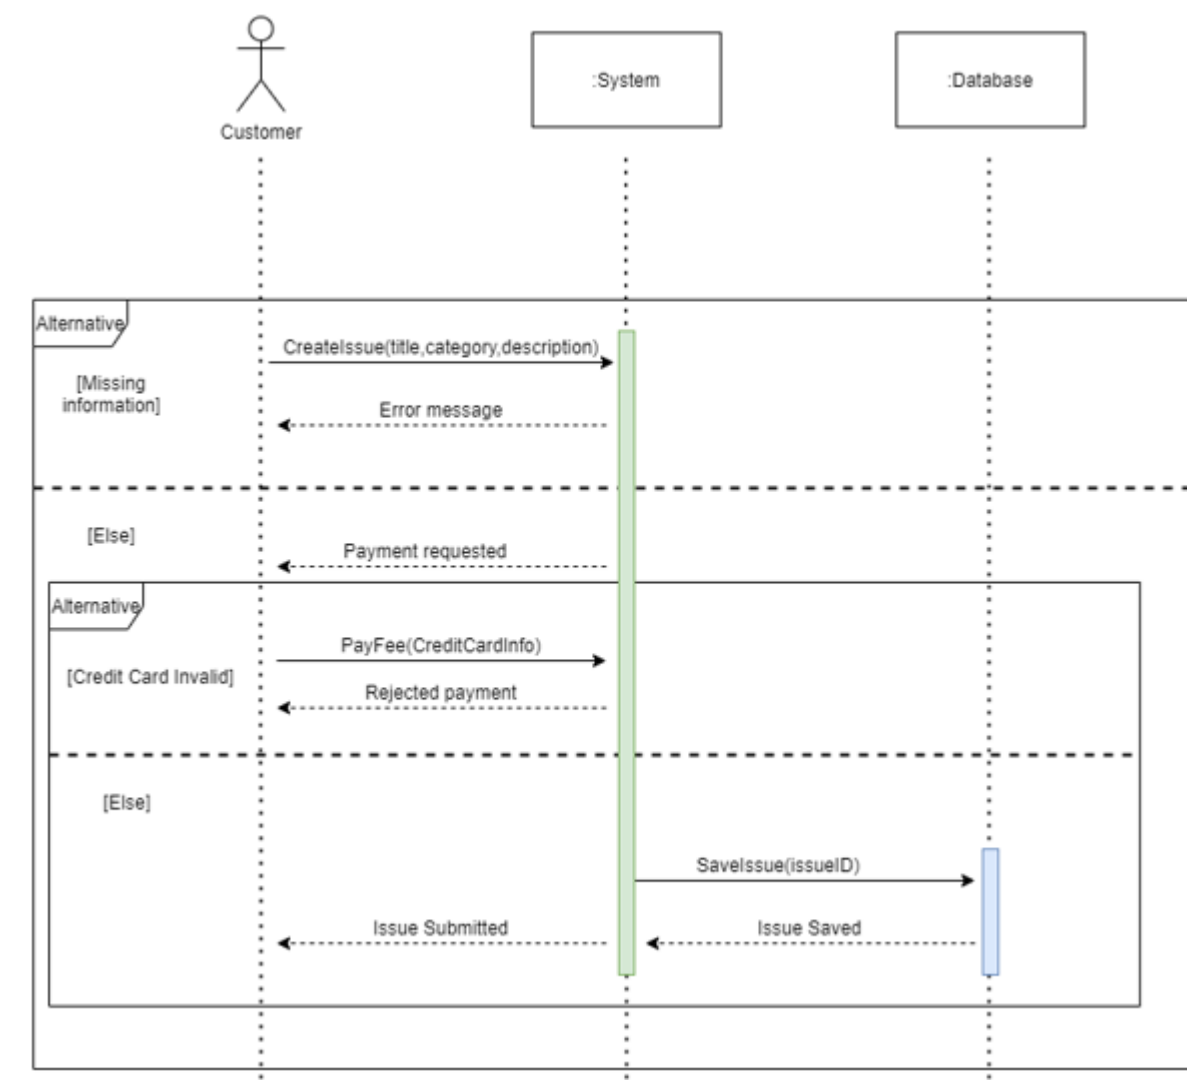 Customer
:System
:Database
Alternative
CreateIssue(title,category,description)
[Missing
information]
Error message
[Else]
Payment requested
Alternative
PayFee(CreditCardInfo)
[Credit Card Invalid]
Rejected payment
[Else]
SaveIssue(issueID)
Issue Submitted
Issue Saved